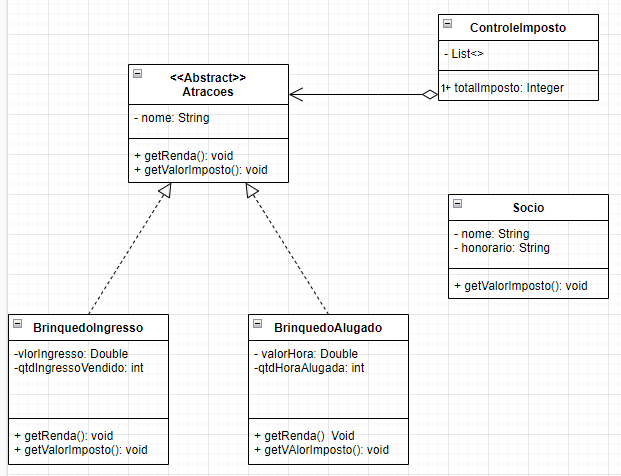 ControleImposto
- List<>
1+ totalImposto: Integer
<<Abstract>>
Atracoes
- nome: String
+ getRenda(): void
+ getValorImposto(): void
Socio
- nome: String
- honorario: String
+ getValorImposto(): void
BrinquedoIngresso
-vlorIngresso: Double
-qtdIngressoVendido: int
+ getRenda(): void
+ getValorImposto(): void
BrinquedoAlugado
- valorHora: Double
-qtdHoraAlugada: int
+ getRenda() Void
+ getVAlorImposto(): void